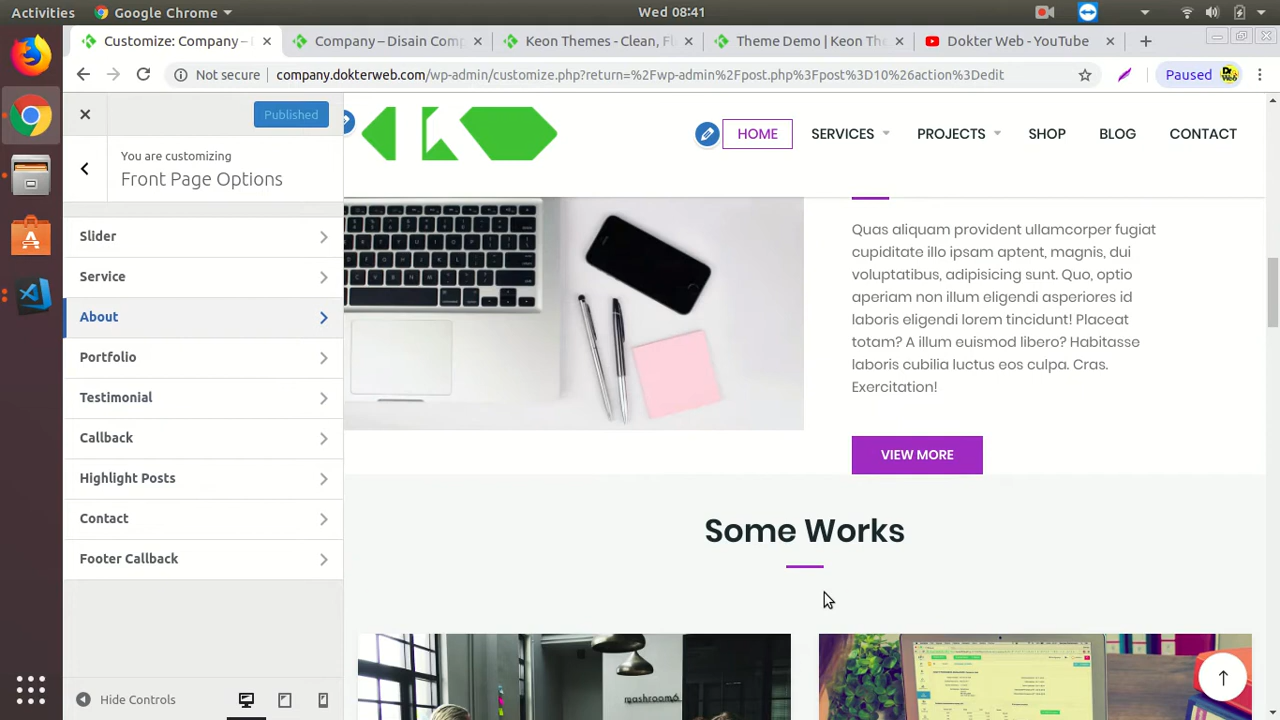 Activities
Google Chrome
Wed 08:41
Customize: Company –
Company – Disain Comp
Keon Themes - Clean, Fl
Theme Demo | Keon The
Dokter Web - YouTube
Not secure
company.dokterweb.com/wp-admin/customize.php?return=%2Fwp-admin%2Fpost.php%3Fpost%3D10%26action%3Dedit
Paused
Published
You are customizing
Front Page Options
HOME
SERVICES
PROJECTS
SHOP
BLOG
CONTACT
Slider
Service
About
Portfolio
Testimonial
Callback
Highlight Posts
Contact
Footer Callback
Hide Controls
Quas aliquam provident ullamcorper fugiat
cupiditate illo ipsam aptent, magnis, dui
voluptatibus, adipisicing sunt. Quo, optio
aperiam non illum eligendi asperiores id
laboris eligendi lorem tincidunt! Placeat
totam? A illum euismod libero? Habitasse
laboris cubilia luctus eos culpa. Cras.
Exercitation!
VIEW MORE
Some Works
mashrooms